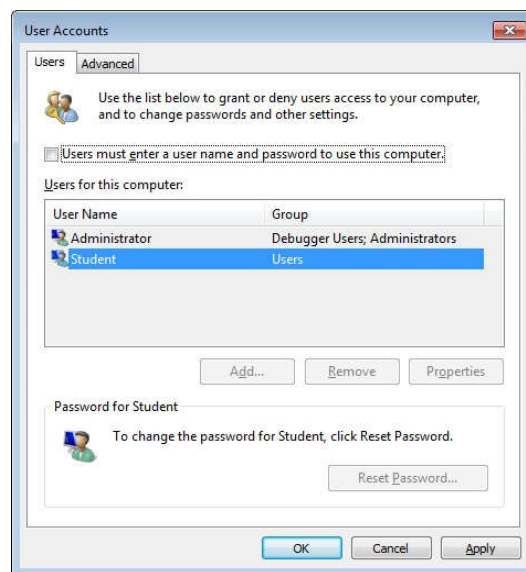 User Accounts
Users
Advanced
Use the list below to grant or deny users access to your computer,
and to change passwords and other settings.
Users must enter a user name and password to use this computer.
Users for this computer:
User Name Group
Administrator Debugger Users; Administrators
Student Users
Add... Remove Properties
Password for Student
To change the password for Student, click Reset Password.
Reset Password...
OK Cancel Apply